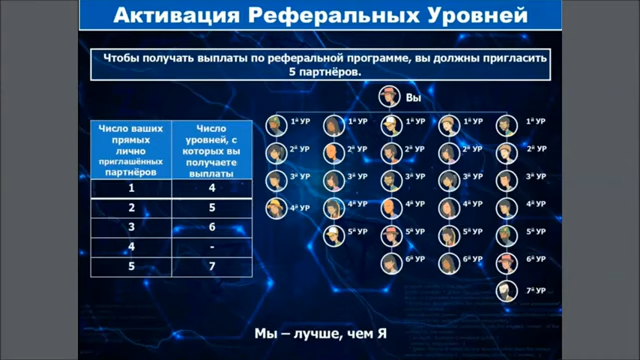 Активация Реферальных Уровней
Чтобы получать выплаты по реферальной программе, вы должны пригласить
5 партнёров.
Вы
Число ваших прямых лично приглашённых партнёров
Число уровней, с которых вы получаете выплаты
1 4
2 5
3 6
4 -
5 7
1й УР 1й УР 1й УР 1й УР 1й УР
2й УР 2й УР 2й УР 2й УР 2й УР
3й УР 3й УР 3й УР 3й УР 3й УР
4й УР 4й УР 4й УР 4й УР 4й УР
5й УР 5й УР 5й УР 5й УР
6й УР 6й УР 6й УР
7й УР
Мы – лучше, чем Я